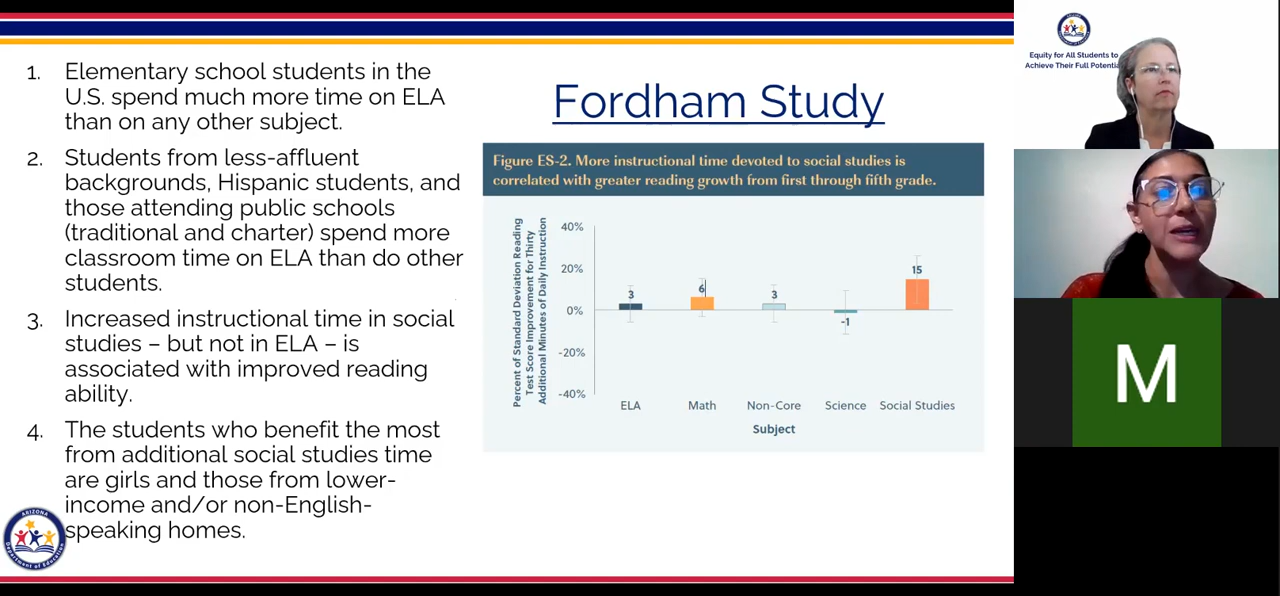 1. Elementary school students in the
U.S. spend much more time on ELA
than on any other subject.
2. Students from less-affluent
backgrounds, Hispanic students, and
those attending public schools
(traditional and charter) spend more
classroom time on ELA than do other
students.
3. Increased instructional time in social
studies – but not in ELA – is
associated with improved reading
ability.
4. The students who benefit the most
from additional social studies time
are girls and those from lower-
income and/or non-English-
speaking homes.
Fordham Study
Figure ES-2. More instructional time devoted to social studies is
correlated with greater reading growth from first through fifth grade.
Percent of Standard Deviation Reading
Test Score Improvement for Thirty
Additional Minutes of Daily Instruction
40%
20%
0%
-20%
-40%
3
6
3
-1
15
ELA
Math
Non-Core
Science
Social Studies
Subject
ARIZONA
Department of Education
Equity for All Students to
Achieve Their Full
M